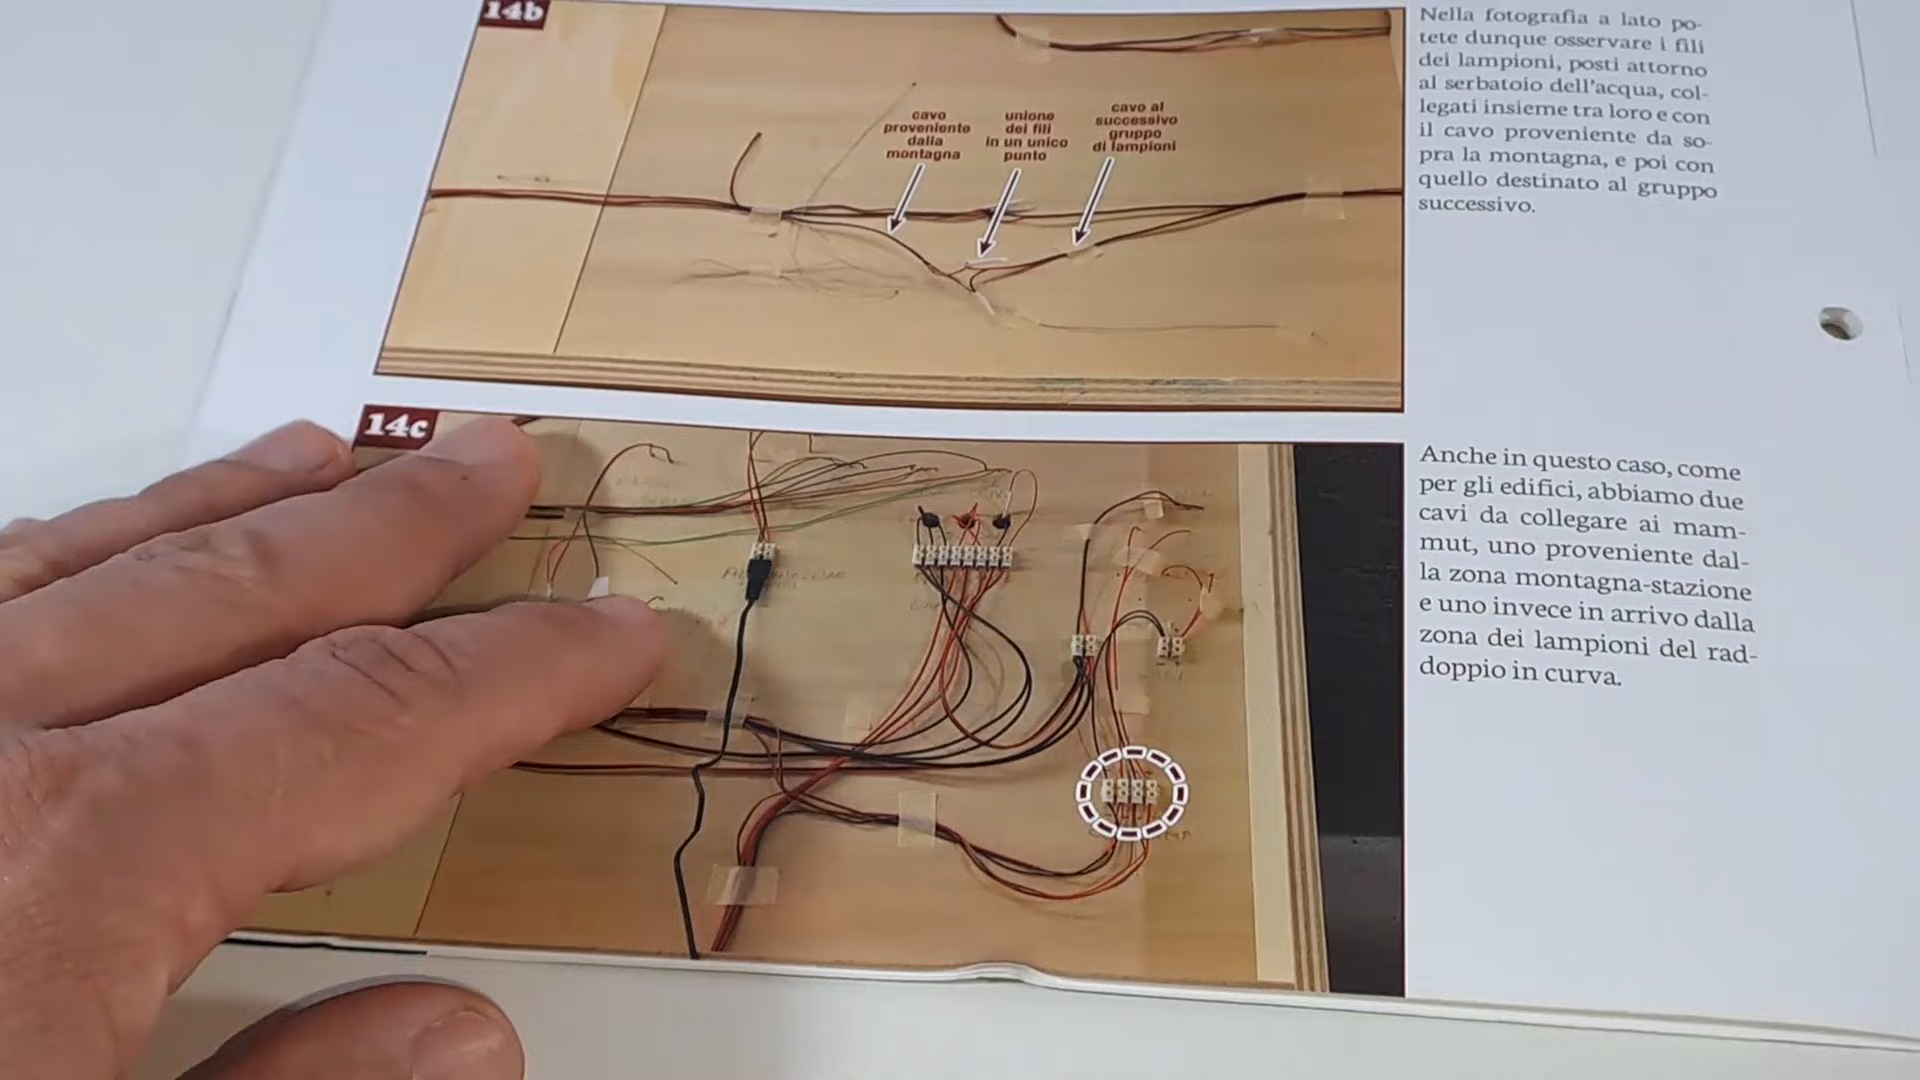 14b
cavo
proveniente
dalla
montagna
unione
dei fili
in un unico
punto
cavo al
successivo
gruppo
di lampioni
Nella fotografia a lato po-
tete dunque osservare i fili
dei lampioni, posti attorno
al serbatoio dell'acqua, col-
legati insieme tra loro e con
il cavo proveniente da so-
pra la montagna, e poi con
quello destinato al gruppo
successivo.
14c
Anche in questo caso, come
per gli edifici, abbiamo due
cavi da collegare ai mam-
mut, uno proveniente dal-
la zona montagna-stazione
e uno invece in arrivo dalla
zona dei lampioni del rad-
doppio in curva.